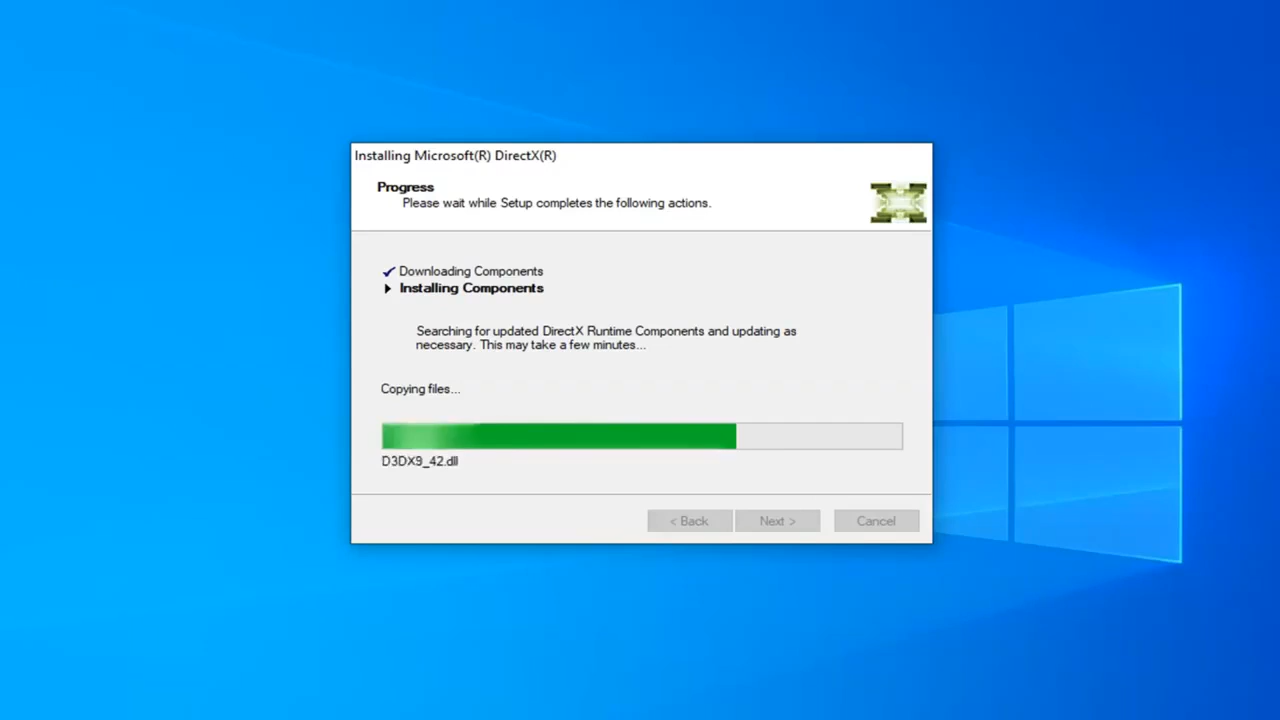 Installing Microsoft(R) DirectX(R)
Progress
Please wait while Setup completes the following actions.
Downloading Components
Installing Components
Searching for updated DirectX Runtime Components and updating as
necessary. This may take a few minutes...
Copying files...
D3DX9_42.dll
< Back
Next >
Cancel